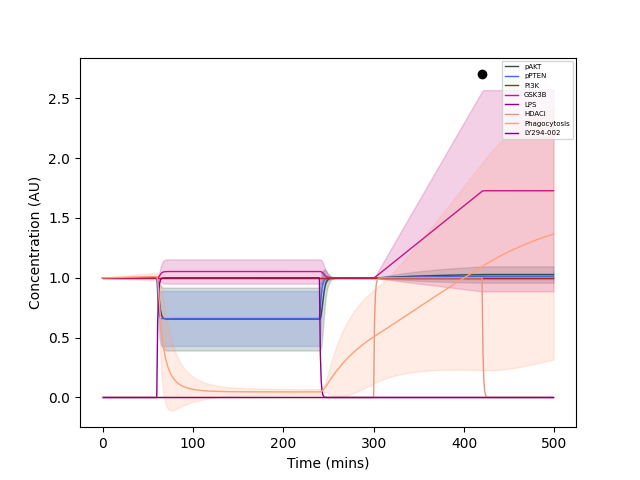 pAKT
pPTEN
PI3K
GSK3B
LPS
HDACi
Phagocytosis
LY294-002
2.5
2.0
1.5
1.0
0.5
0.0
Concentration (AU)
0 100 200 300 400 500
Time (mins)